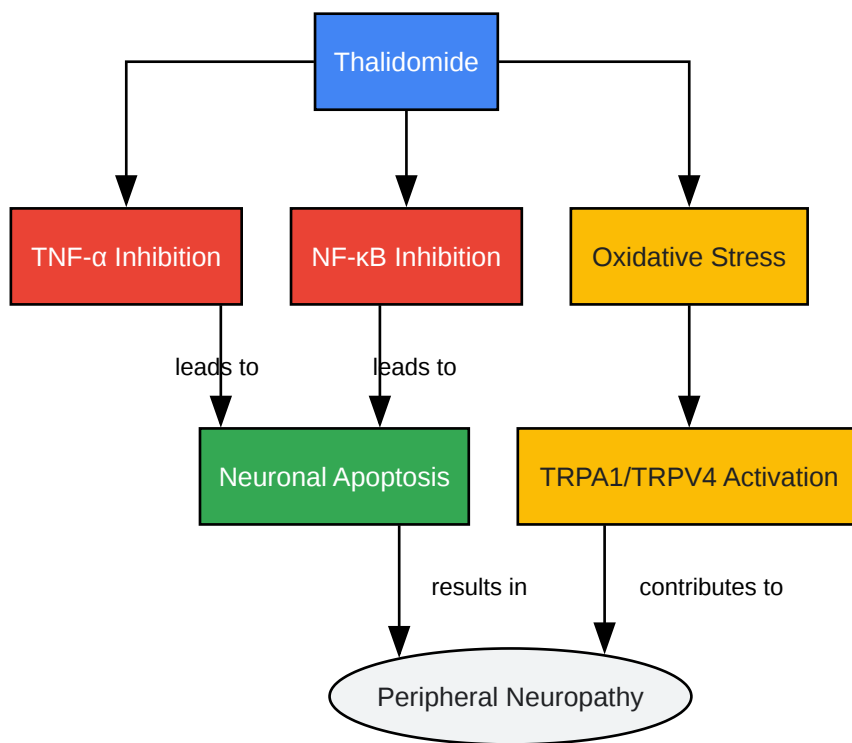 Thalidomide
TNF-α Inhibition
NF-κB Inhibition
Oxidative Stress
leads to
leads to
Neuronal Apoptosis
TRPA1/TRPV4 Activation
results in
contributes to
Peripheral Neuropathy